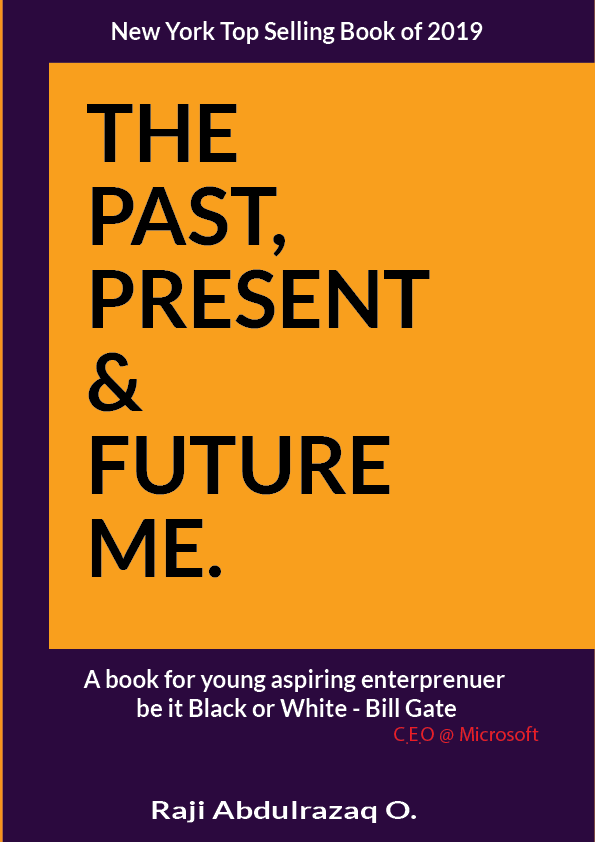 New York Top Selling Book of 2019
THE
PAST,
PRESENT
&
FUTURE
ME.
A book for young aspiring enterprenuer
be it Black or White - Bill Gate
C.E.O @ Microsoft
Raji Abdulrazaq O.